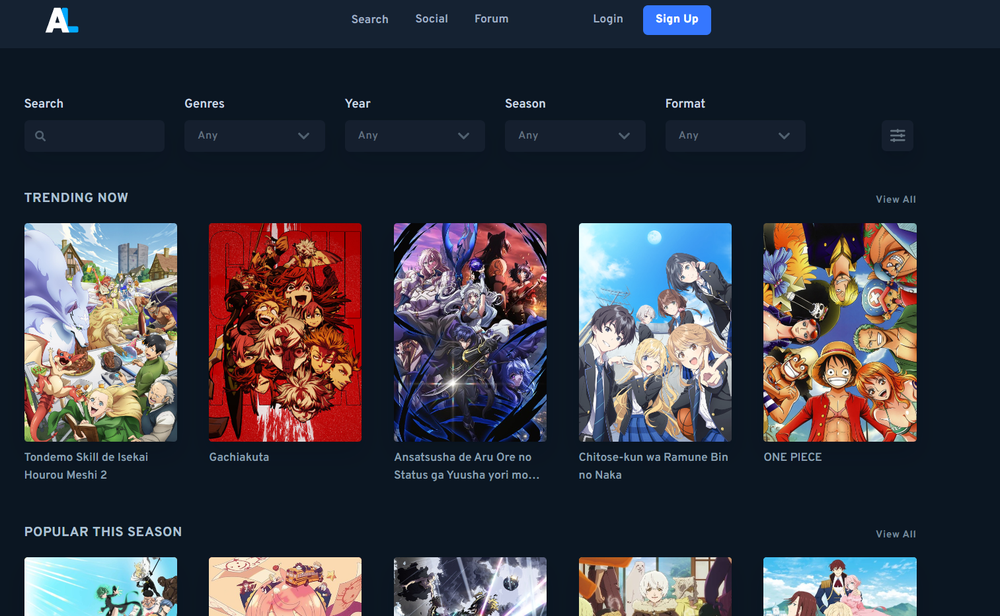 AL
Search Social Forum Login Sign Up
Search Genres Year Season Format
Any Any Any Any
TRENDING NOW View All
Tondemo Skill de Isekai
Hourou Meshi 2
Gachiakuta
Ansatsusha de Aru Ore no
Status ga Yuusha yori mo...
Chitose-kun wa Ramune Bin
no Naka
ONE PIECE
POPULAR THIS SEASON View All